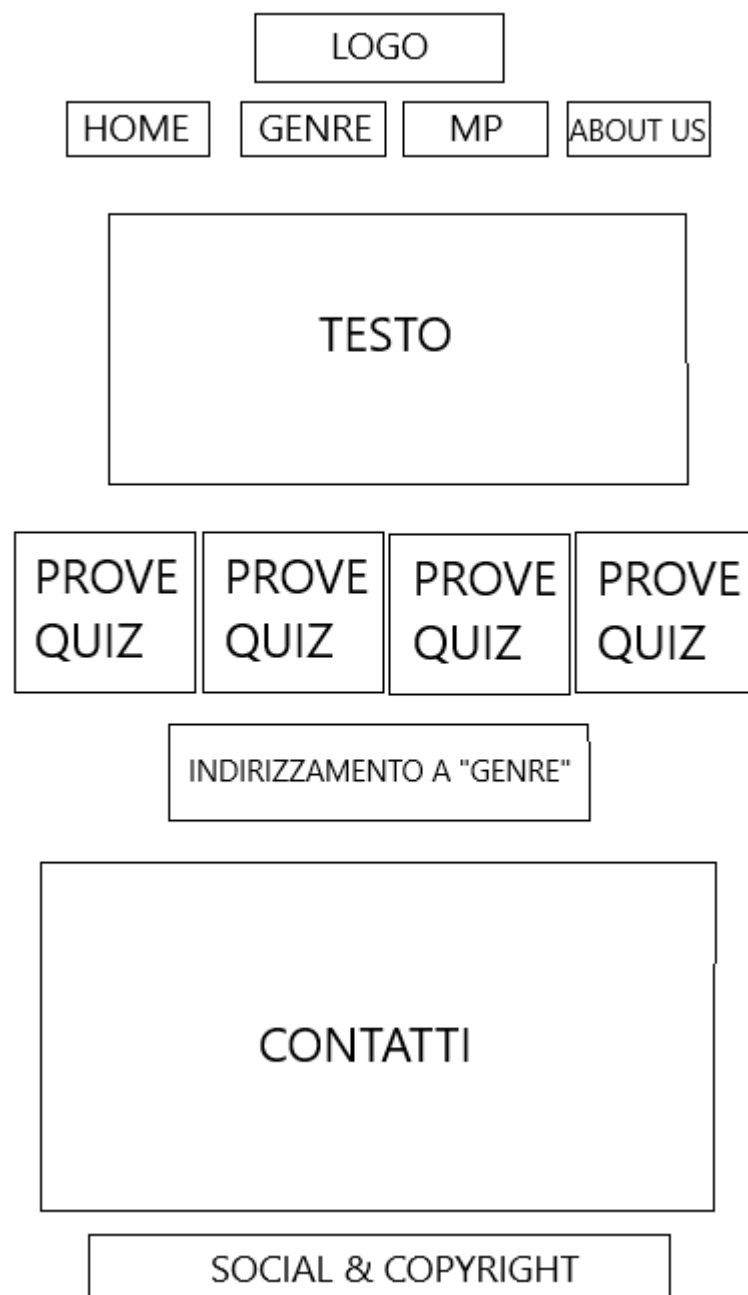 LOGO
HOME GENRE MP ABOUT US
TESTO
PROVE PROVE PROVE PROVE
QUIZ QUIZ QUIZ QUIZ
INDIRIZZAMENTO A "GENRE"
CONTATTI
SOCIAL & COPYRIGHT